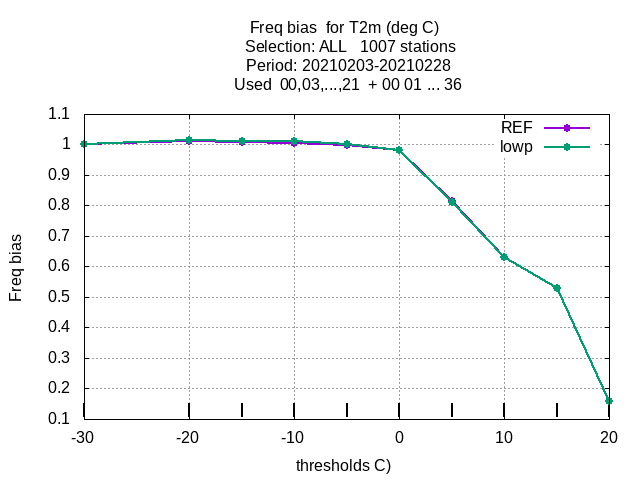 Freq bias  for T2m (deg C)
Selection: ALL   1007 stations
Period: 20210203-20210228
Used  00,03,...,21  + 00 01 ... 36
REF
lowp
1.1
1
0.9
0.8
0.7
0.6
0.5
0.4
0.3
0.2
0.1
Freq bias
-30 -20 -10 0 10 20
thresholds C)